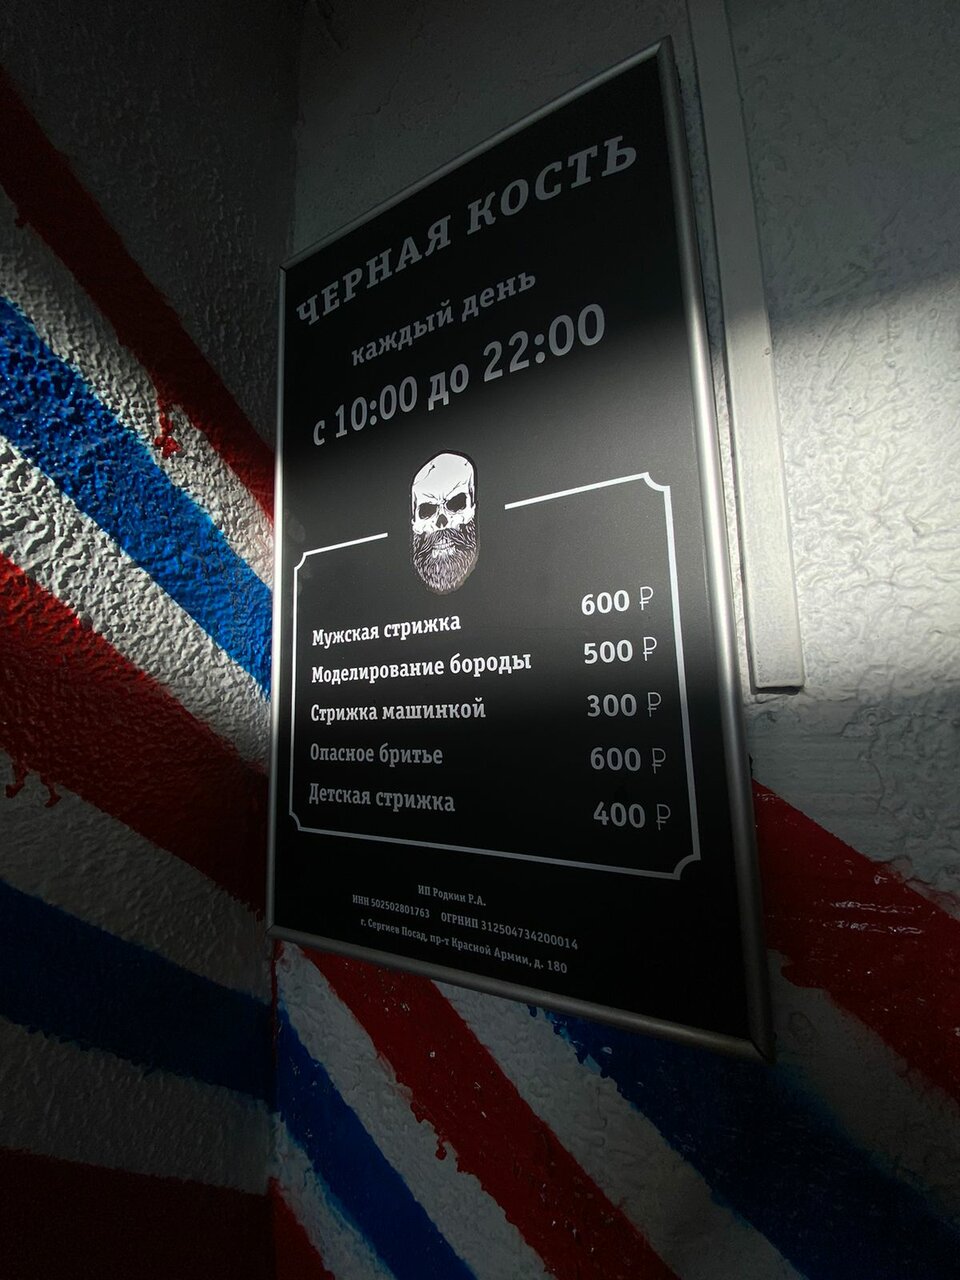 ЧЕРНАЯ КОСТЬ
каждый день
с 10:00 до 22:00
Мужская стрижка 600 ₽
Моделирование бороды 500 ₽
Стрижка машинкой 300 ₽
Опасное бритье 600 ₽
Детская стрижка 400 ₽
ИП Родкин Р.А.
ИНН 502502801763 ОГРНИП 312504734200014
г. Сергиев Посад, пр-т Красной Армии, д. 180